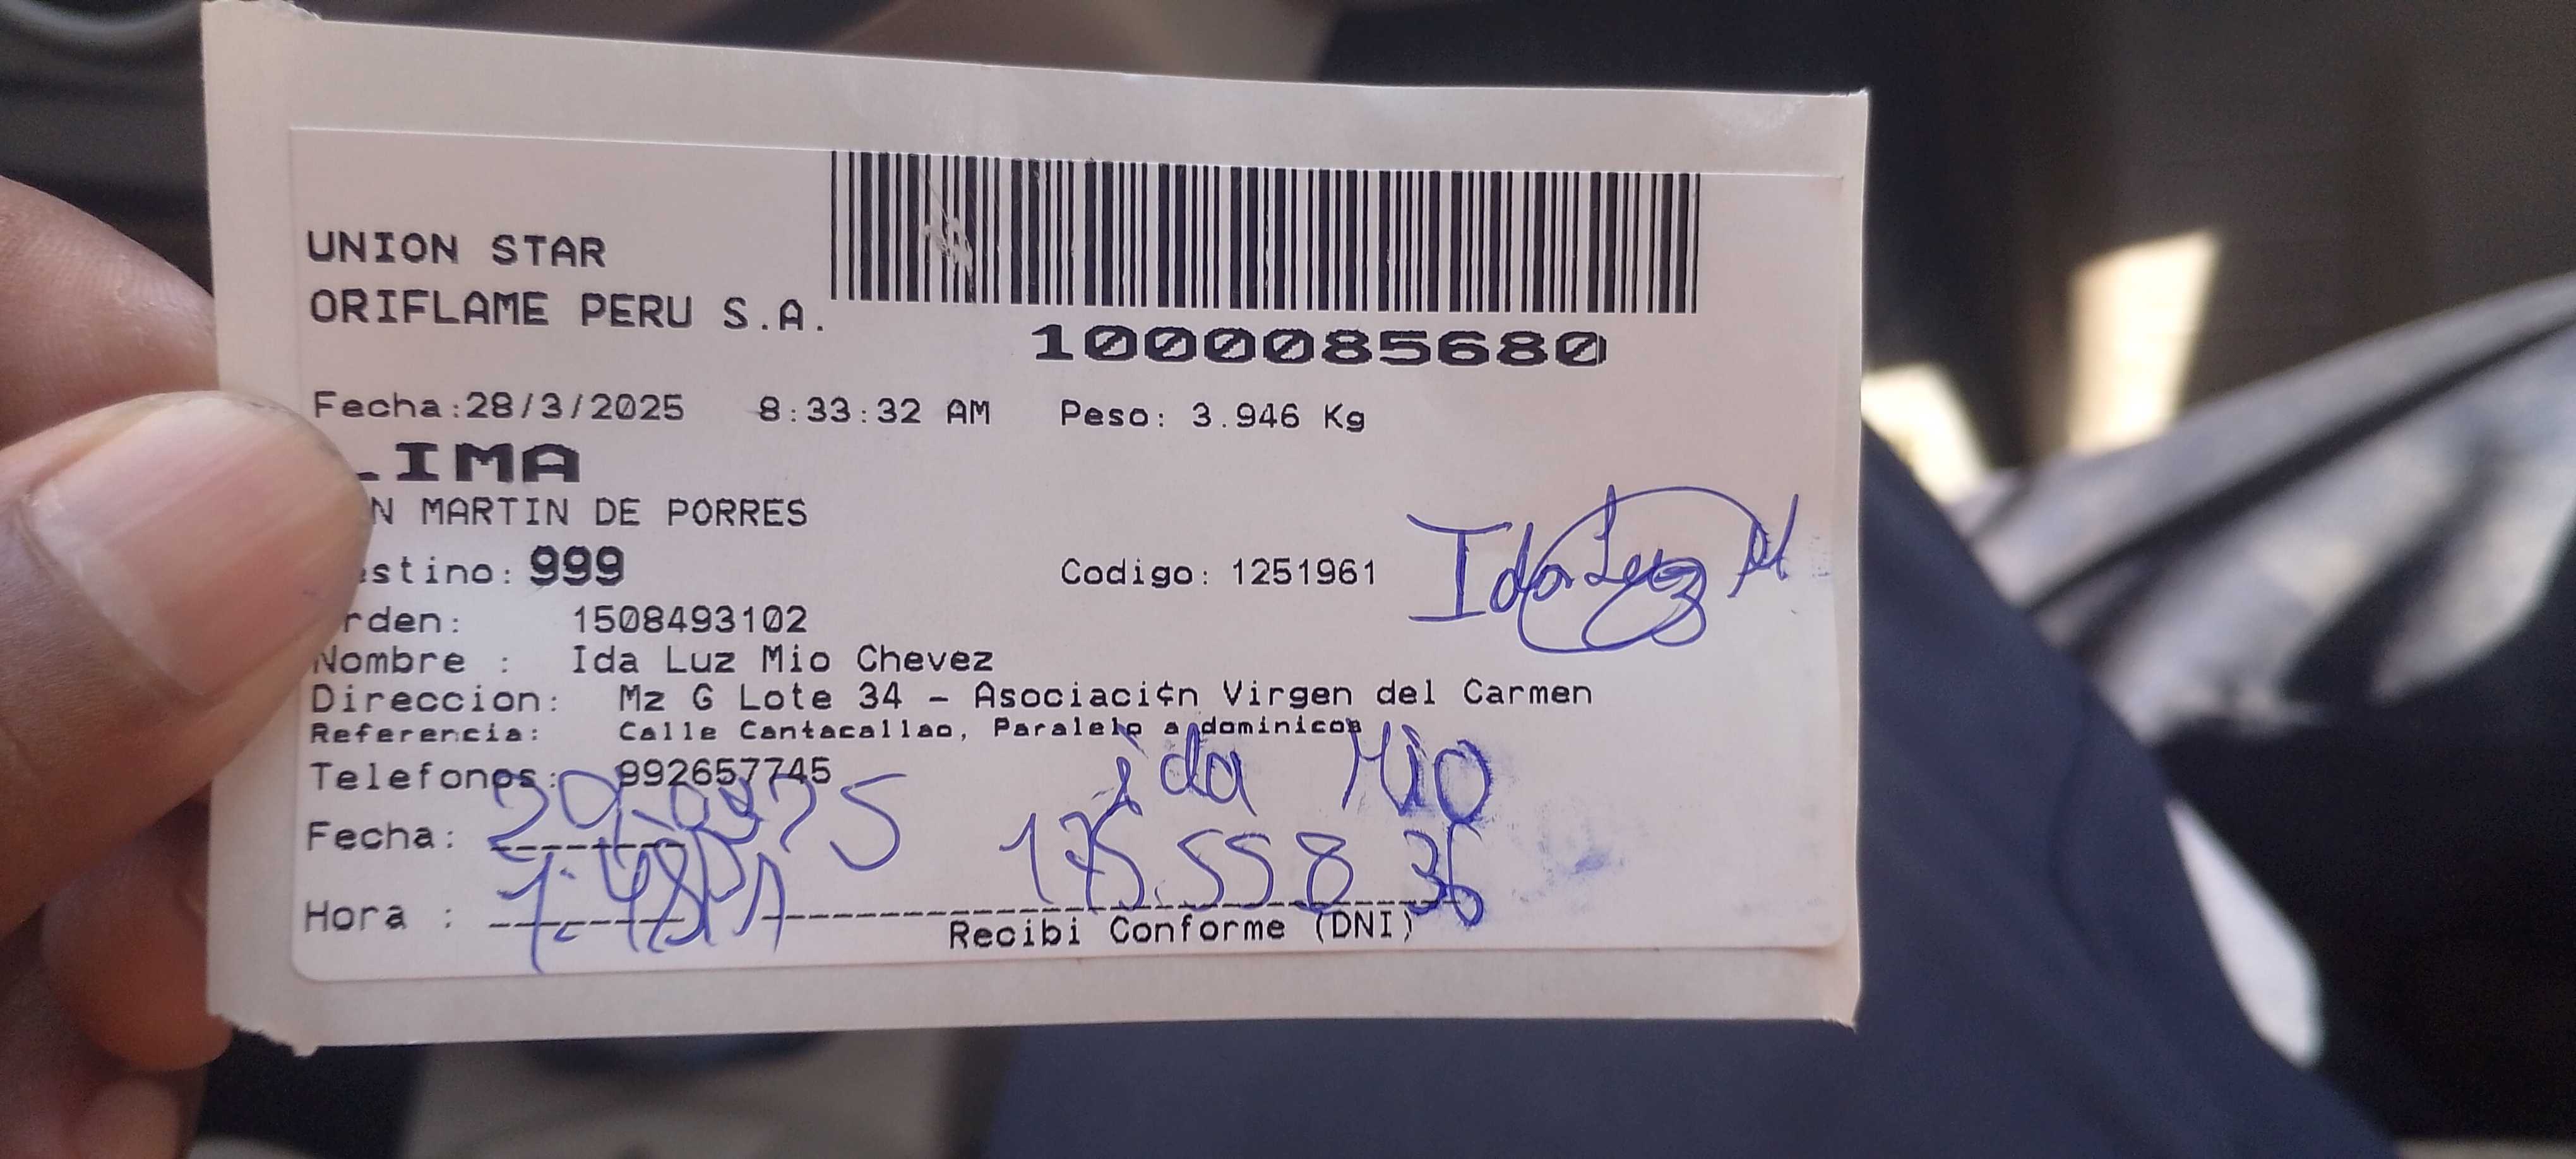 UNION STAR
ORIFLAME PERU S.A.
1000085680
Fecha:28/3/2025 8:33:32 AM Peso: 3.946 Kg
LIMA
N MARTIN DE PORRES
stino: 999 Codigo: 1251961
Ida Luz M
rden: 1508493102
Nombre : Ida Luz Mio Chevez
Direccion: Mz G Lote 34 - Asociaci¢n Virgen del Carmen
Referencia: Calle Cantacallao, Paralelo a dominicos
Telefonos: 992657745
ida Mio
Fecha:
Hora :
Recibi Conforme (DNI)